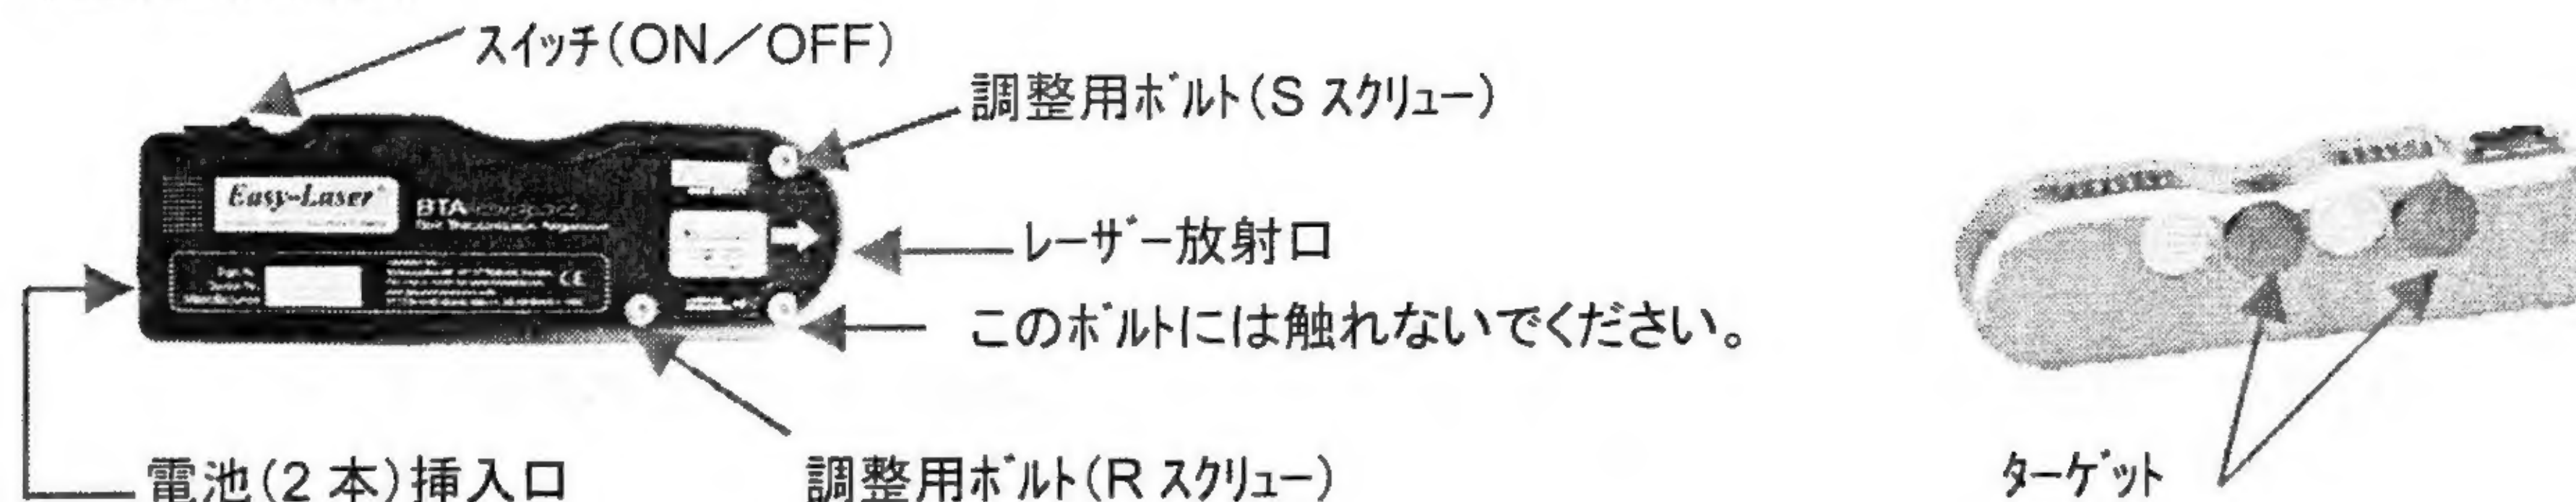 スイッチ(ON/OFF)
調整用ボルト(S スクリュー)
Easy-Laser
BTA
レーザー放射口
CE
このボルトには触れないでください。
電池(2 本)挿入口
調整用ボルト(R スクリュー)
ターゲット